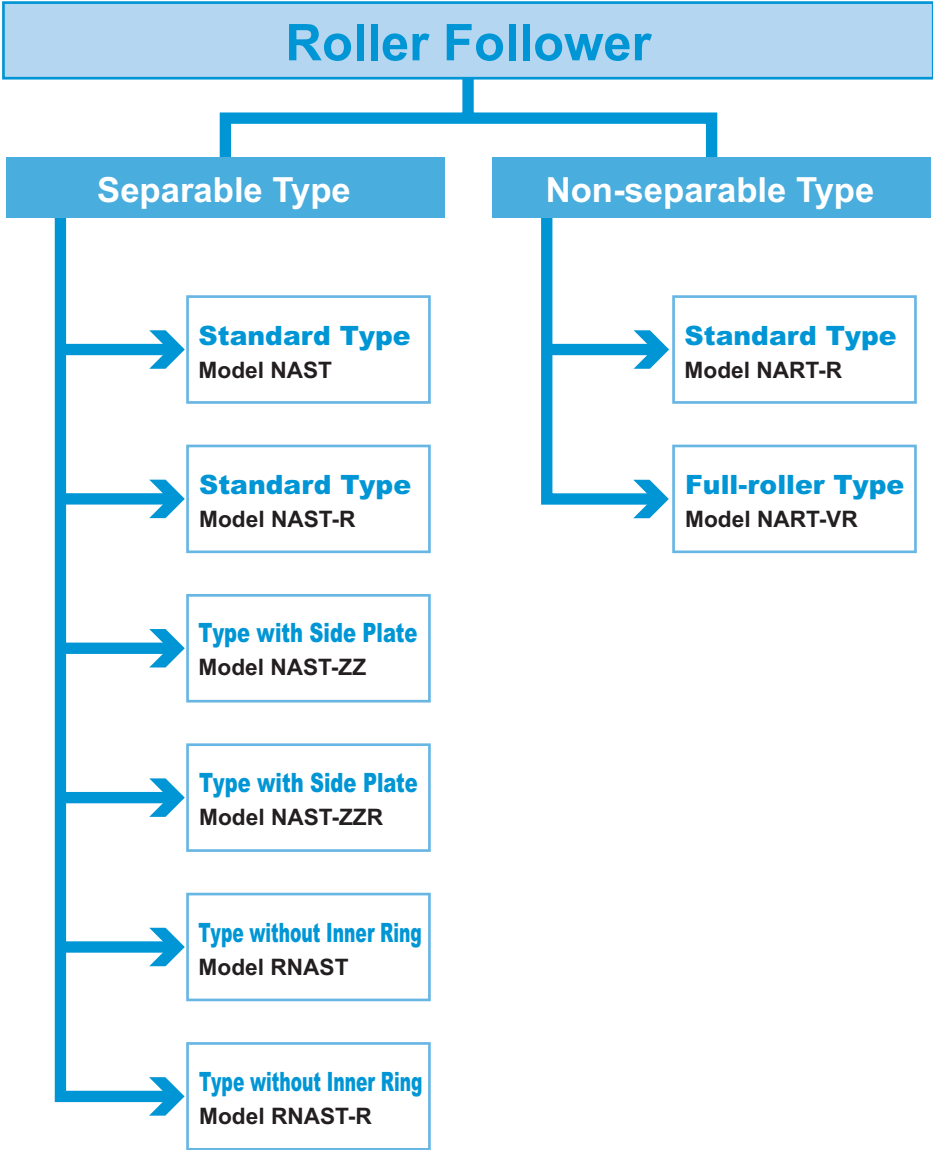 Roller Follower
Separable Type
Standard Type
Model NAST
Standard Type
Model NAST-R
Type with Side Plate
Model NAST-ZZ
Type with Side Plate
Model NAST-ZZR
Type without Inner Ring
Model RNAST
Type without Inner Ring
Model RNAST-R
Non-separable Type
Standard Type
Model NART-R
Full-roller Type
Model NART-VR